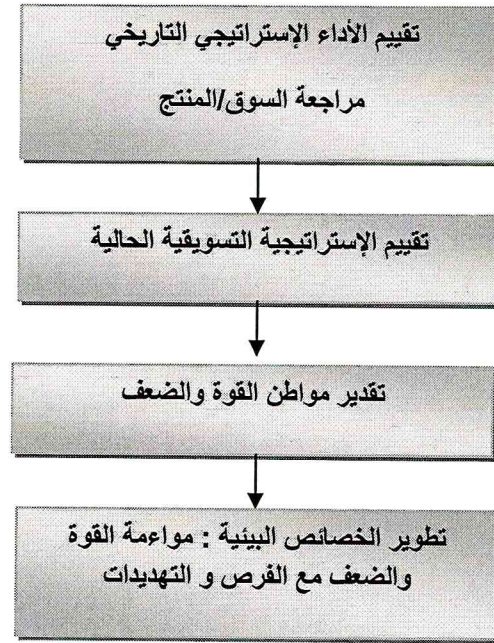 تقييم الأداء الإستراتيجي التاريخي
مراجعة السوق/المنتج
تقييم الإستراتيجية التسويقية الحالية
تقدير مواطن القوة والضعف
تطوير الخصائص البيئية : مواءمة القوة
والضعف مع الفرص و التهديدات